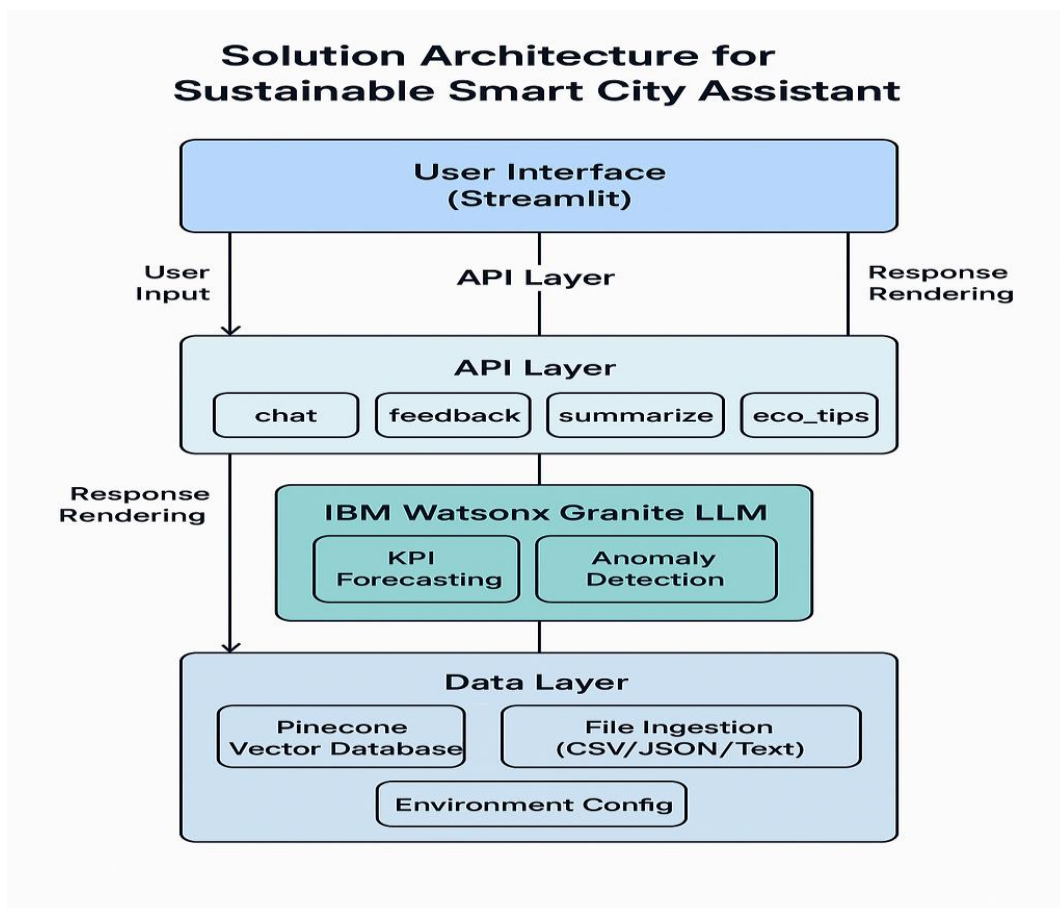 Solution Architecture for
Sustainable Smart City Assistant
User Interface
(Streamlit)
User
Input
API Layer
Response
Rendering
API Layer
chat
feedback
summarize
eco_tips
Response
Rendering
IBM Watsonx Granite LLM
KPI
Forecasting
Anomaly
Detection
Data Layer
Pinecone
Vector Database
File Ingestion
(CSV/JSON/Text)
Environment Config